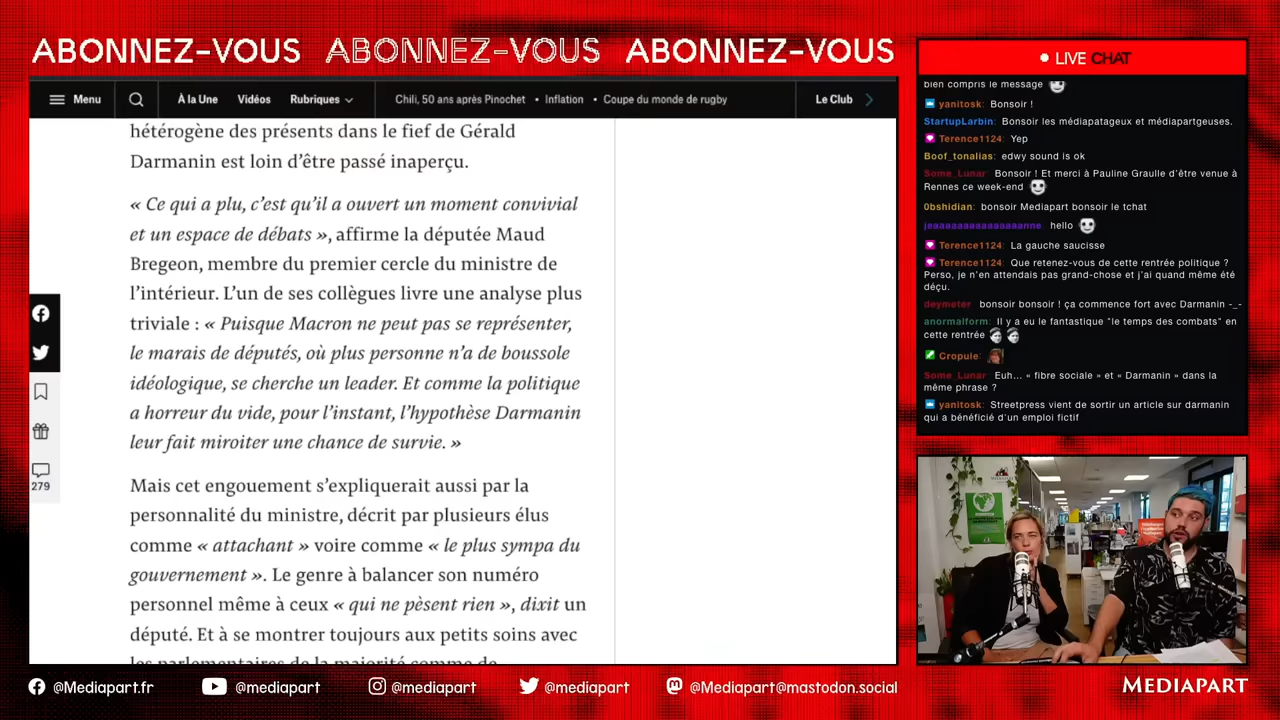 ABONNEZ-VOUS ABONNEZ-VOUS ABONNEZ-VOUS
Menu
À la Une
Vidéos
Rubriques
Chili, 50 ans après Pinochet • Inflation • Coupe du monde de rugby
Le Club
hétérogène des présents dans le fief de Gérald
Darmanin est loin d’être passé inaperçu.
« Ce qui a plu, c’est qu’il a ouvert un moment convivial
et un espace de débats », affirme la députée Maud
Bregeon, membre du premier cercle du ministre de
l’intérieur. L’un de ses collègues livre une analyse plus
triviale : « Puisque Macron ne peut pas se représenter,
le marais de députés, où plus personne n’a de boussole
idéologique, se cherche un leader. Et comme la politique
a horreur du vide, pour l’instant, l’hypothèse Darmanin
leur fait miroiter une chance de survie. »
Mais cet engouement s’expliquerait aussi par la
personnalité du ministre, décrit par plusieurs élus
comme « attachant » voire comme « le plus sympa du
gouvernement ». Le genre à balancer son numéro
personnel même à ceux « qui ne pèsent rien », dixit un
député. Et à se montrer toujours aux petits soins avec
les parlementaires de la majorité comme de
279
LIVE CHAT
bien compris le message
yanitosk: Bonsoir !
StartupLarbin: Bonsoir les médiapatageux et médiapartgeuses.
Terence1124: Yep
Boof_tonalias: edwy sound is ok
Some_Lunar: Bonsoir ! Et merci à Pauline Graulle d'être venue à
Rennes ce week-end
0bshidian: bonsoir Mediapart bonsoir le tchat
hello
Terence1124: La gauche saucisse
Terence1124: Que retenez-vous de cette rentrée politique ?
Perso, je n'en attendais pas grand-chose et j'ai quand même été
déçu.
deymoter: bonsoir bonsoir ! ça commence fort avec Darmanin -_-
anormalform: Il y a eu le fantastique "le temps des combats" en
cette rentrée
Cropule:
Some_Lunar: Euh... « fibre sociale » et « Darmanin » dans la
même phrase ?
yanitosk: Streetpress vient de sortir un article sur darmanin
qui a bénéficié d'un emploi fictif
@Mediapart.fr
@mediapart
@mediapart
@mediapart
@Mediapart@mastodon.social
MEDIAPART